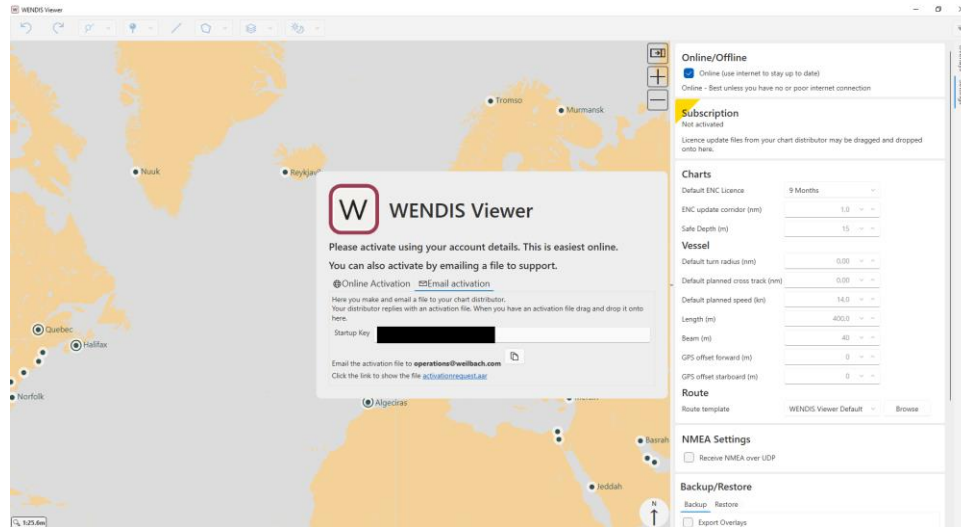 WENDIS Viewer
Tromso
Murmansk
Nuuk
Reykjav
W WENDIS Viewer
Please activate using your account details. This is easiest online.
You can also activate by emailing a file to support.
Online Activation Email activation
Here you make and email a file to your chart distributor.
Your distributor replies with an activation file. When you have an activation file drag and drop it onto
here.
Startup Key
Email the activation file to operations@weilbach.com
Click the link to show the file activationrequest.aar
Quebec
Halifax
Norfolk
Algeciras
Basrah
Jeddah
N
1:25.6m
Online/Offline
Online (use internet to stay up to date)
Online - Best unless you have no or poor internet connection
Subscription
Not activated
Licence update files from your chart distributor may be dragged and dropped
onto here.
Charts
Default ENC Licence 9 Months
ENC update corridor (nm) 1.0
Safe Depth (m) 15
Vessel
Default turn radius (nm) 0.00
Default planned cross track (nm) 0.00
Default planned speed (kn) 14.0
Length (m) 400.0
Beam (m) 40
GPS offset forward (m) 0
GPS offset starboard (m) 0
Route
Route template WENDIS Viewer Default Browse
NMEA Settings
Receive NMEA over UDP
Backup/Restore
Backup Restore
Export Overlays